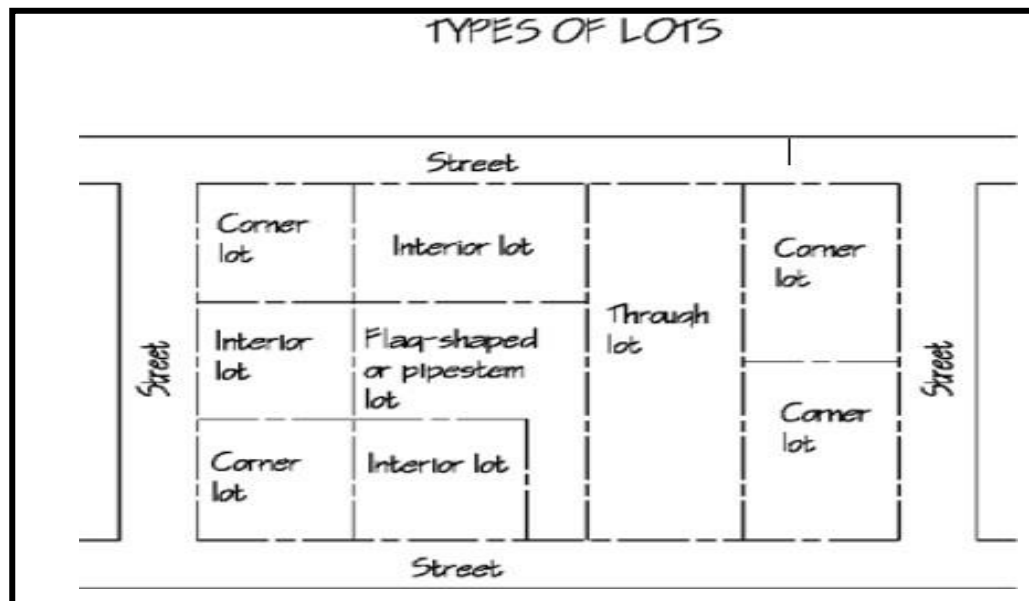 TYPES OF LOTS
Street
Corner
lot
Interior lot
Corner
lot
Through
lot
Interior
lot
Flag-shaped
or pipestem
lot
Street
Street
Corner
lot
Corner
lot
Interior lot
Street